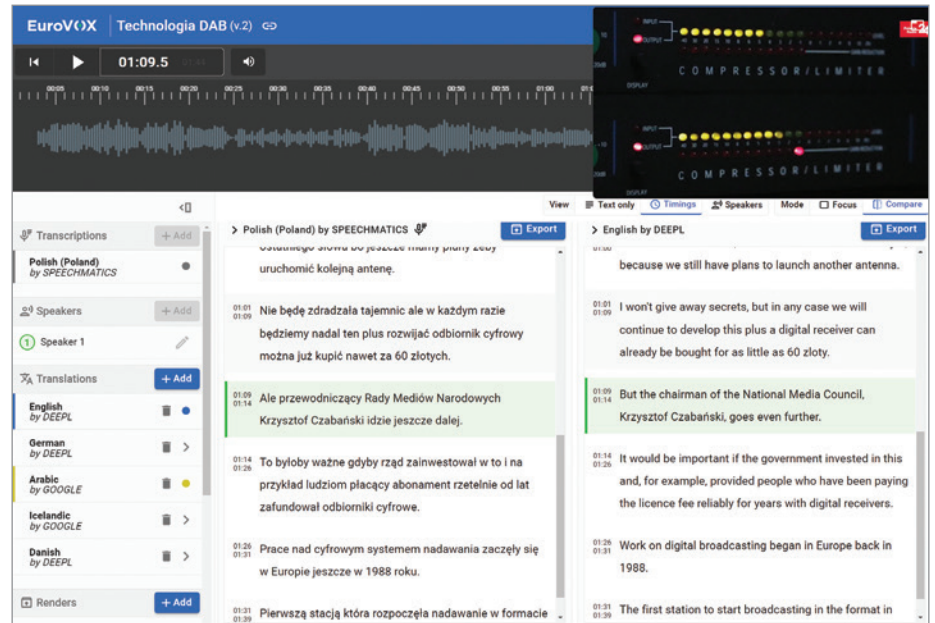 EuroVOX Technologia DAB (v.2)
01:09.5
00:05 00:10 00:15 00:20 00:25 00:30 00:35 00:40 00:45 00:50 00:55 01:00
INPUT
OUTPUT
COMPRESSOR/LIMITER
DISPLAY
INPUT
OUTPUT
COMPRESSOR/LIMITER
DISPLAY
View Text only Timings Speakers Mode Focus Compare
Transcriptions + Add
Polish (Poland)
by SPEECHMATICS
Speakers + Add
1 Speaker 1
Translations + Add
English
by DEEPL
German
by DEEPL
Arabic
by GOOGLE
Icelandic
by GOOGLE
Danish
by DEEPL
Renders + Add
> Polish (Poland) by SPEECHMATICS Export
ostatniego słowa bo jeszcze mamy plany żeby
uruchomić kolejną antenę.
01:01
01:09
Nie będę zdradzała tajemnic ale w każdym razie
będziemy nadal ten plus rozwijać odbiornik cyfrowy
można już kupić nawet za 60 złotych.
01:09
01:14
Ale przewodniczący Rady Mediów Narodowych
Krzysztof Czabański idzie jeszcze dalej.
01:14
01:26
To byłoby ważne gdyby rząd zainwestował w to i na
przykład ludziom płacący abonament rzetelnie od lat
zafundował odbiorniki cyfrowe.
01:26
01:31
Prace nad cyfrowym systemem nadawania zaczęły się
w Europie jeszcze w 1988 roku.
01:31
01:39
Pierwszą stacją która rozpoczęła nadawanie w formacie
> English by DEEPL Export
because we still have plans to launch another antenna.
01:01
01:09
I won't give away secrets, but in any case we will
continue to develop this plus a digital receiver can
already be bought for as little as 60 zloty.
01:09
01:14
But the chairman of the National Media Council,
Krzysztof Czabański, goes even further.
01:14
01:26
It would be important if the government invested in this
and, for example, provided people who have been paying
the licence fee reliably for years with digital receivers.
01:26
01:31
Work on digital broadcasting began in Europe back in
1988.
01:31
01:39
The first station to start broadcasting in the format in